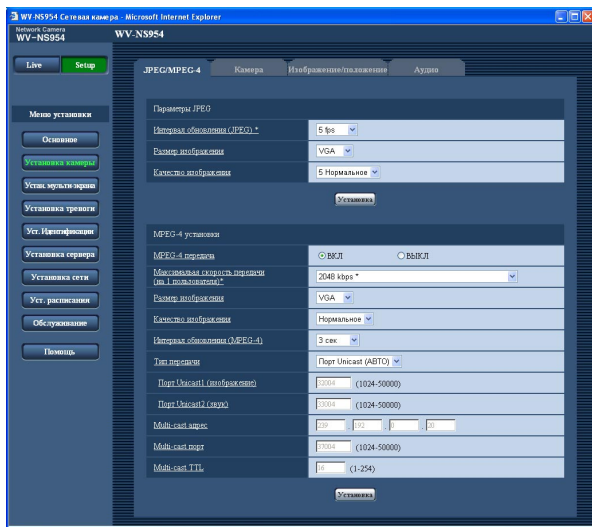 WV-NS954 Сетевая камера - Microsoft Internet Explorer
Network Camera
WV-NS954
WV-NS954
Live
Setup
JPEG/MPEG-4
Камера
Изображение/положение
Аудио
Меню установки
Основное
Установка камеры
Устан. мульти-экрана
Установка тревоги
Уст. Идентификации
Установка сервера
Установка сети
Уст. расписания
Обслуживание
Помощь
Параметры JPEG
Интервал обновления (JPEG) *
5 fps
Размер изображения
VGA
Качество изображения
5 Нормальное
Установка
MPEG-4 установки
MPEG-4 передача
ВКЛ
ВЫКЛ
Максимальная скорость передачи
(на 1 пользователя)*
2048 kbps *
Размер изображения
VGA
Качество изображения
Нормальное
Интервал обновления (MPEG-4)
3 сек
Тип передачи
Порт Unicast (АВТО)
Порт Unicast1 (изображение)
32004 (1024-50000)
Порт Unicast2 (звук)
33004 (1024-50000)
Multi-cast адрес
239 . 192 . 0 . 20
Multi-cast порт
37004 (1024-50000)
Multi-cast TTL
16 (1-254)
Установка